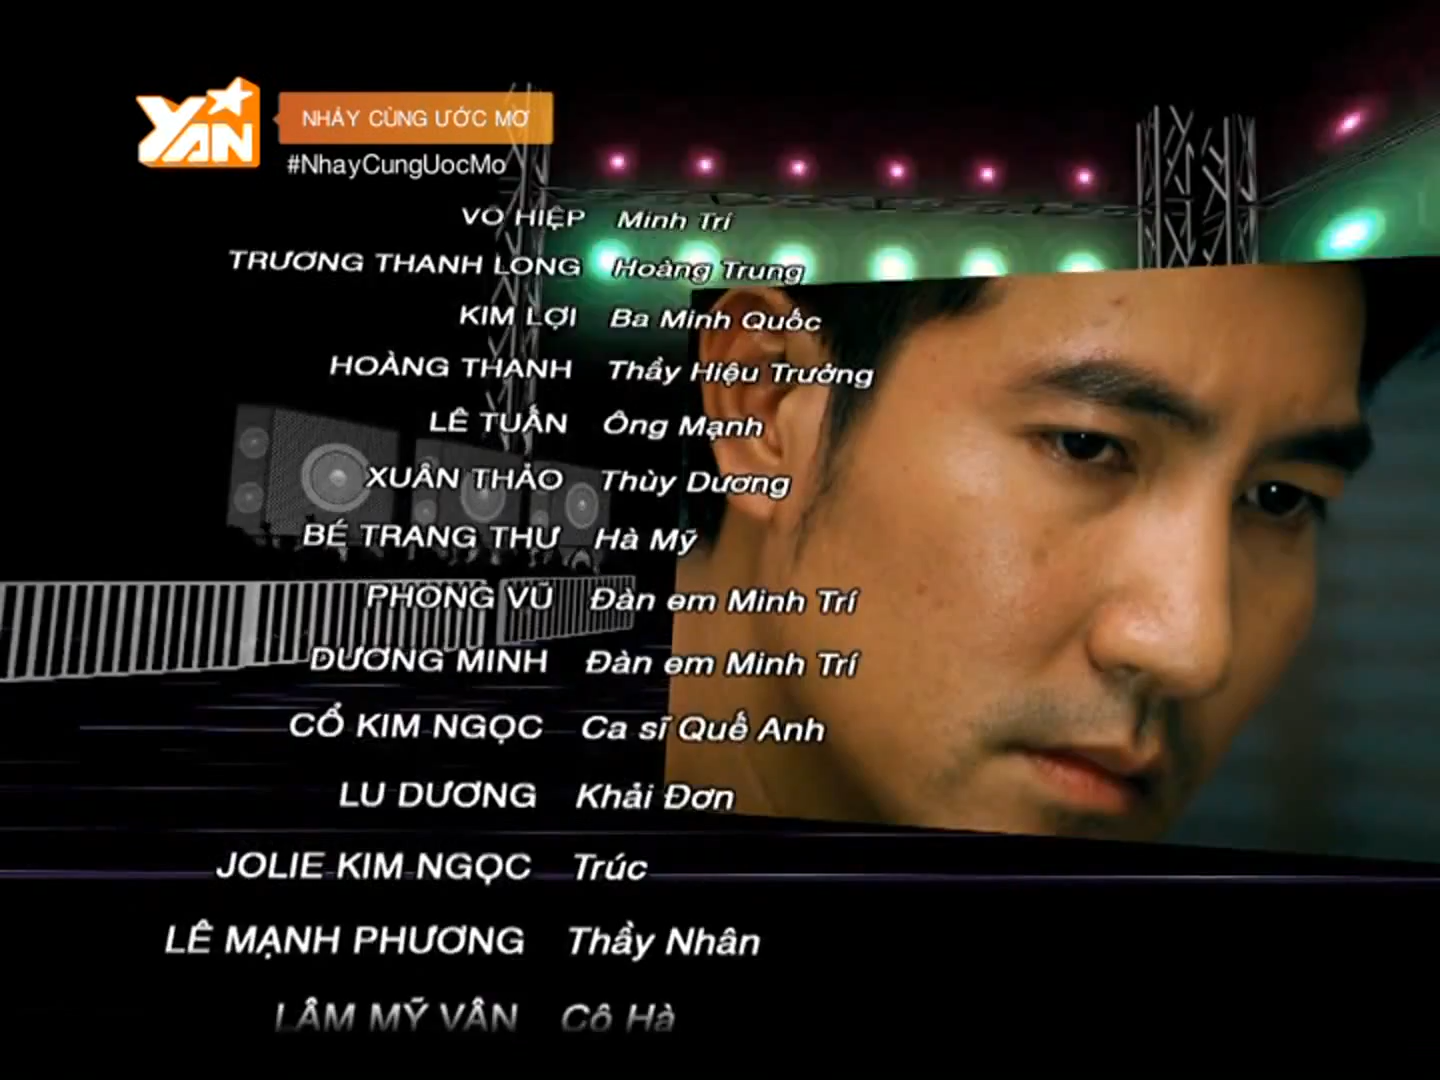 YAN
NHẢY CÙNG ƯỚC MƠ
#NhayCungUocMo
VÕ HIỆP Minh Trí
TRƯƠNG THANH LONG Hoàng Trung
KIM LỢI Ba Minh Quốc
HOÀNG THANH Thầy Hiệu Trưởng
LÊ TUẤN Ông Mạnh
XUÂN THẢO Thùy Dương
BÉ TRANG THƯ Hà Mỹ
PHONG VŨ Đàn em Minh Trí
DƯƠNG MINH Đàn em Minh Trí
CỔ KIM NGỌC Ca sĩ Quế Anh
LU DƯƠNG Khải Đơn
JOLIE KIM NGỌC Trúc
LÊ MẠNH PHƯƠNG Thầy Nhân
LÂM MỸ VÂN Cô Hà